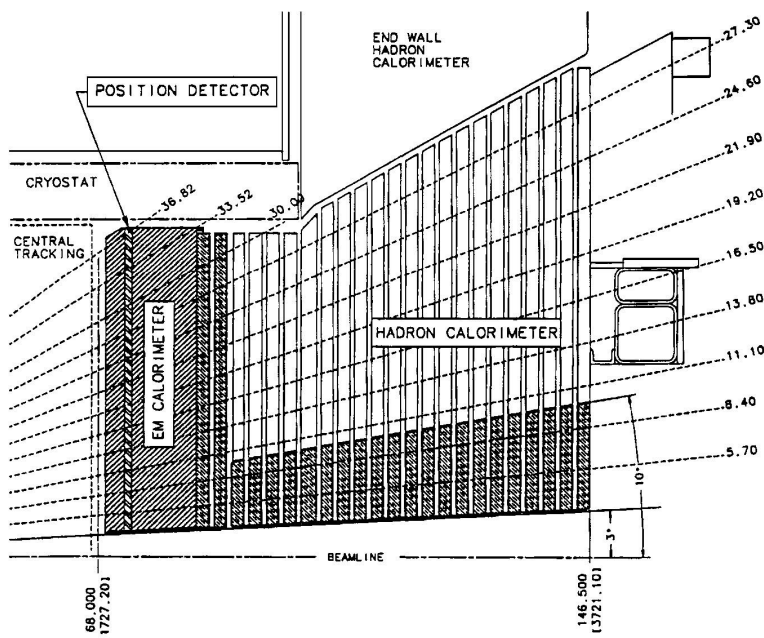 END WALL
HADRON
CALORIMETER
27.30
POSITION DETECTOR
24.60
21.90
CRYOSTAT
36.82
33.52
30.00
19.20
CENTRAL
TRACKING
16.50
EM CALORIMETER
HADRON CALORIMETER
13.80
11.10
8.40
5.70
10°
3°
BEAMLINE
68.000
1727.20]
146.500
[3721.10]